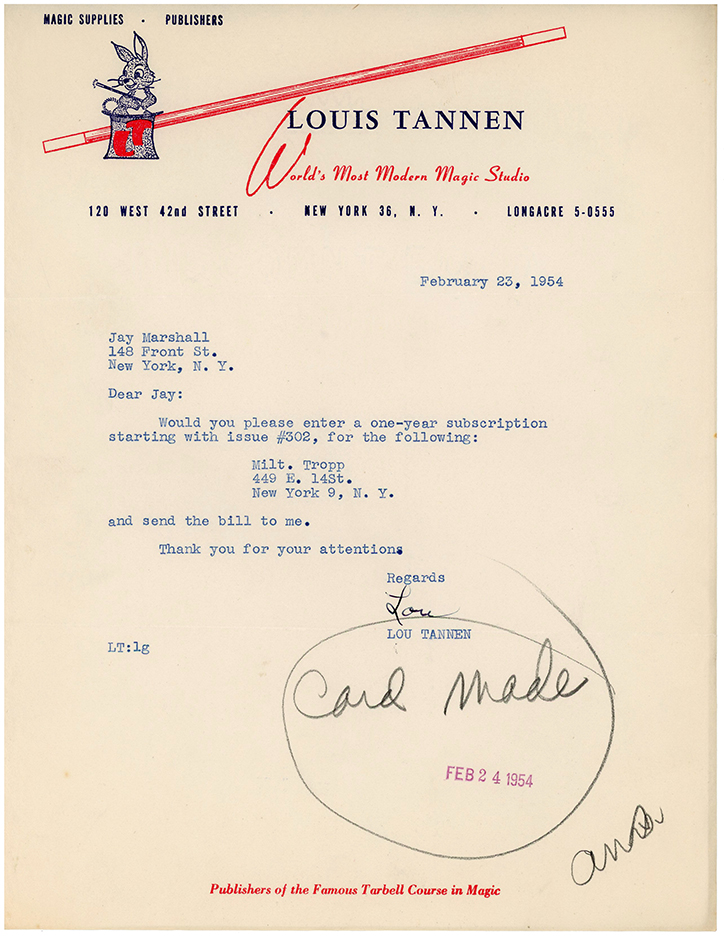 MAGIC SUPPLIES · PUBLISHERS
LT
LOUIS TANNEN
World's Most Modern Magic Studio
120 WEST 42nd STREET · NEW YORK 36, N. Y. · LONGACRE 5-0555
February 23, 1954
Jay Marshall
148 Front St.
New York, N. Y.
Dear Jay:
Would you please enter a one-year subscription
starting with issue #302, for the following:
Milt. Tropp
449 E. 14St.
New York 9, N. Y.
and send the bill to me.
Thank you for your attention.
Regards
Lou
LOU TANNEN
LT:lg
Card made
FEB 24 1954
Publishers of the Famous Tarbell Course in Magic